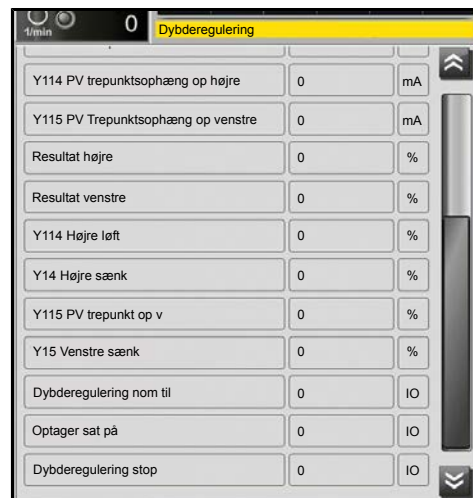 1/min 0 Dybderegulering
Y114 PV trepunktsophæng op højre 0 mA
Y115 PV Trepunktsophæng op venstre 0 mA
Resultat højre 0 %
Resultat venstre 0 %
Y114 Højre løft 0 %
Y14 Højre sænk 0 %
Y115 PV trepunkt op v 0 %
Y15 Venstre sænk 0 %
Dybderegulering nom til 0 IO
Optager sat på 0 IO
Dybderegulering stop 0 IO